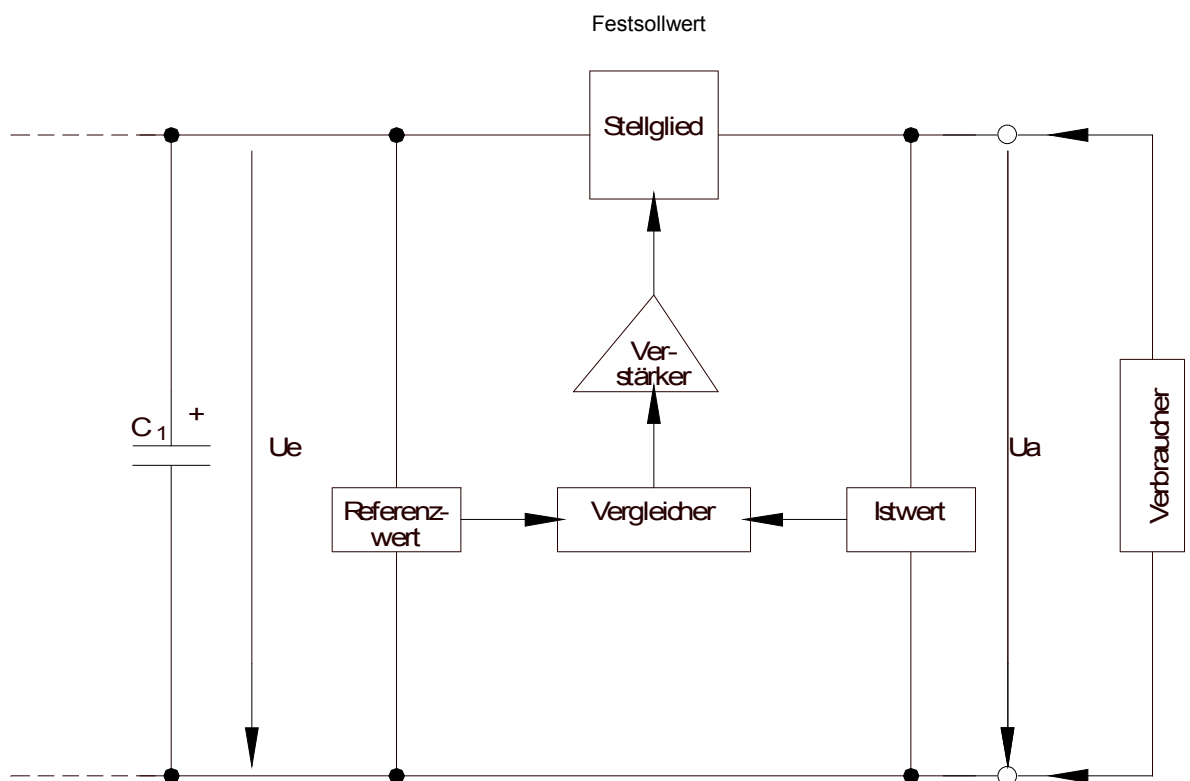 Festsollwert
Stellglied
Ver-
stärker
C 1 +
Ue
Ua
Referenz-
wert
Vergleicher
Istwert
Verbraucher